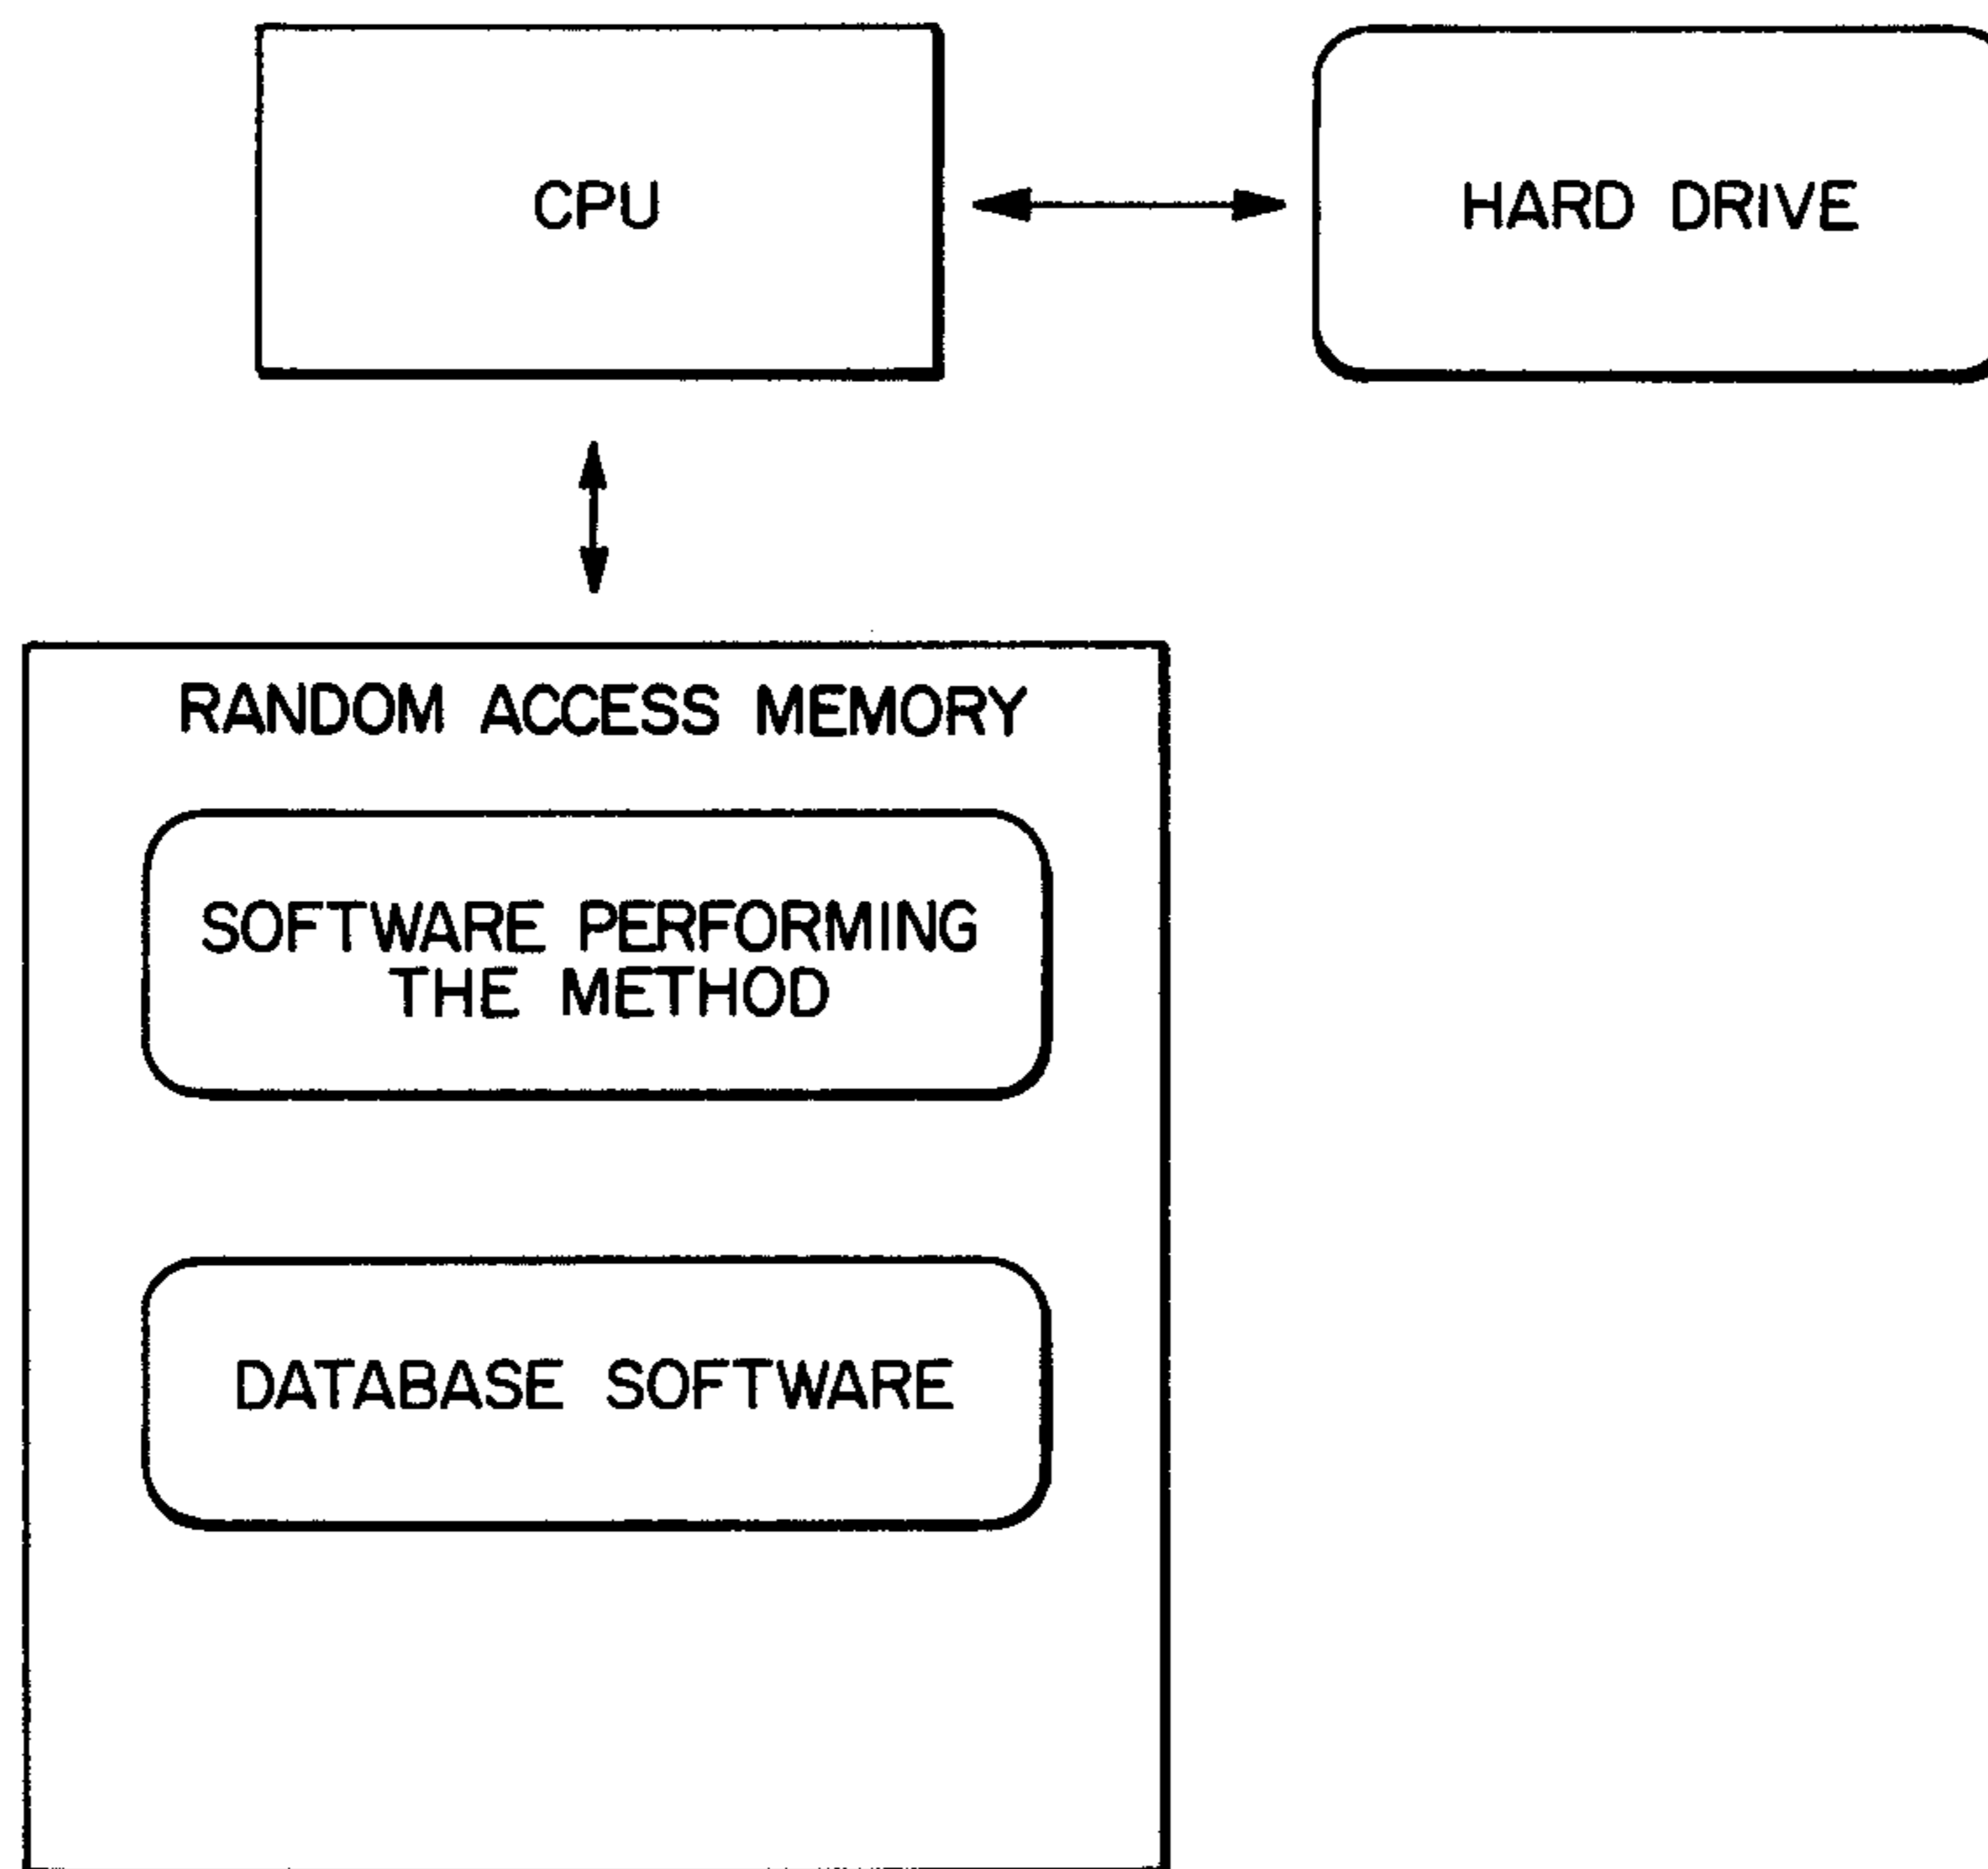 CPU
HARD DRIVE
RANDOM ACCESS MEMORY
SOFTWARE PERFORMING
THE METHOD
DATABASE SOFTWARE